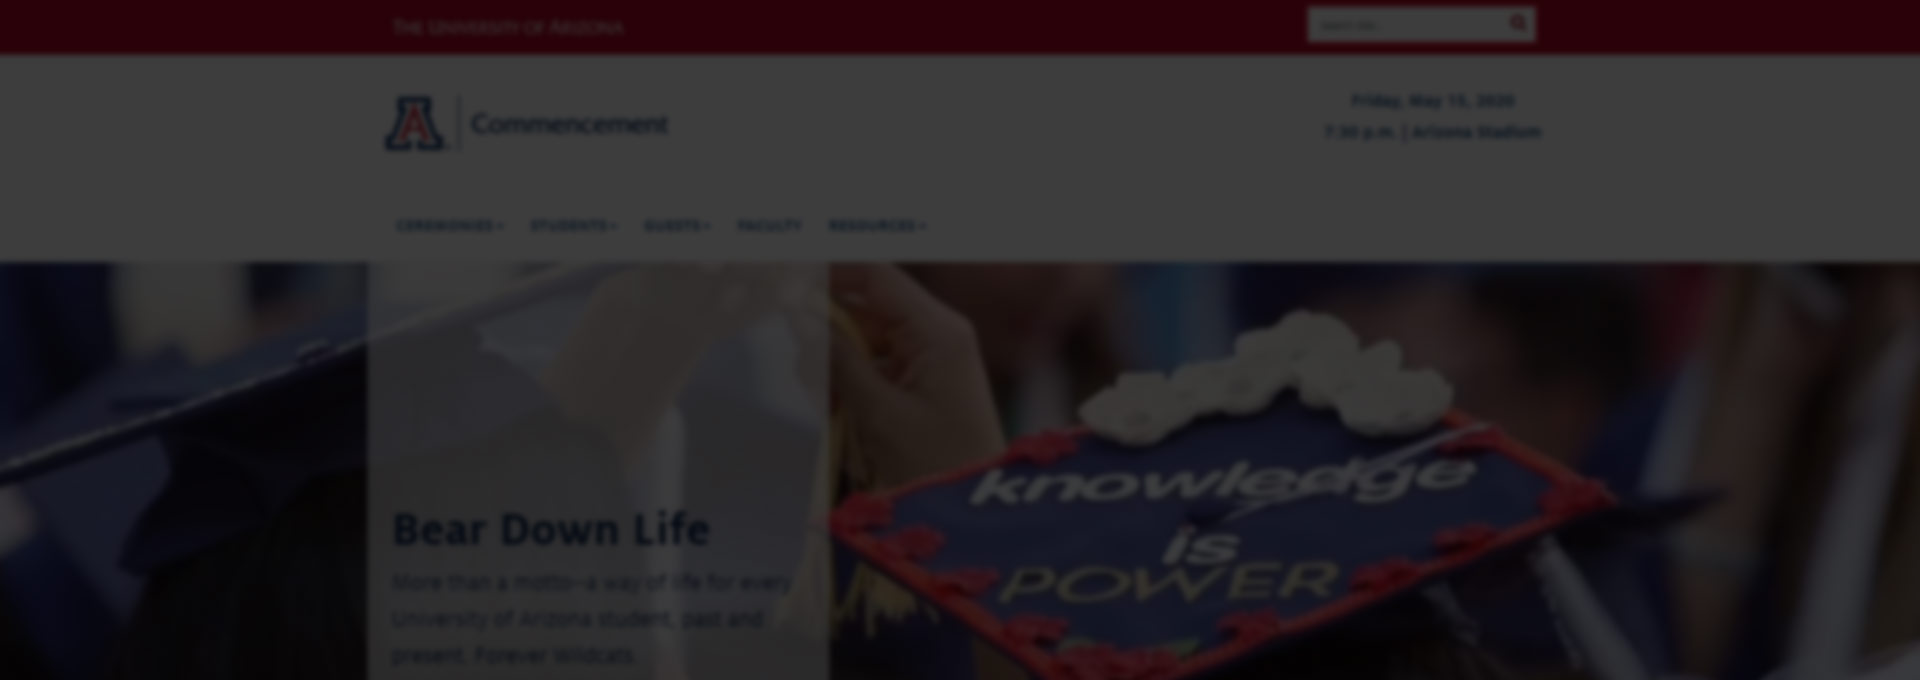 THE UNIVERSITY OF ARIZONA
A Commencement
Friday, May 15, 2020
7:30 p.m. | Arizona Stadium
CEREMONIES STUDENTS GUESTS FACULTY RESOURCES
knowledge
is
POWER
Bear Down Life
More than a motto—a way of life for every
University of Arizona student, past and
present. Forever Wildcats.